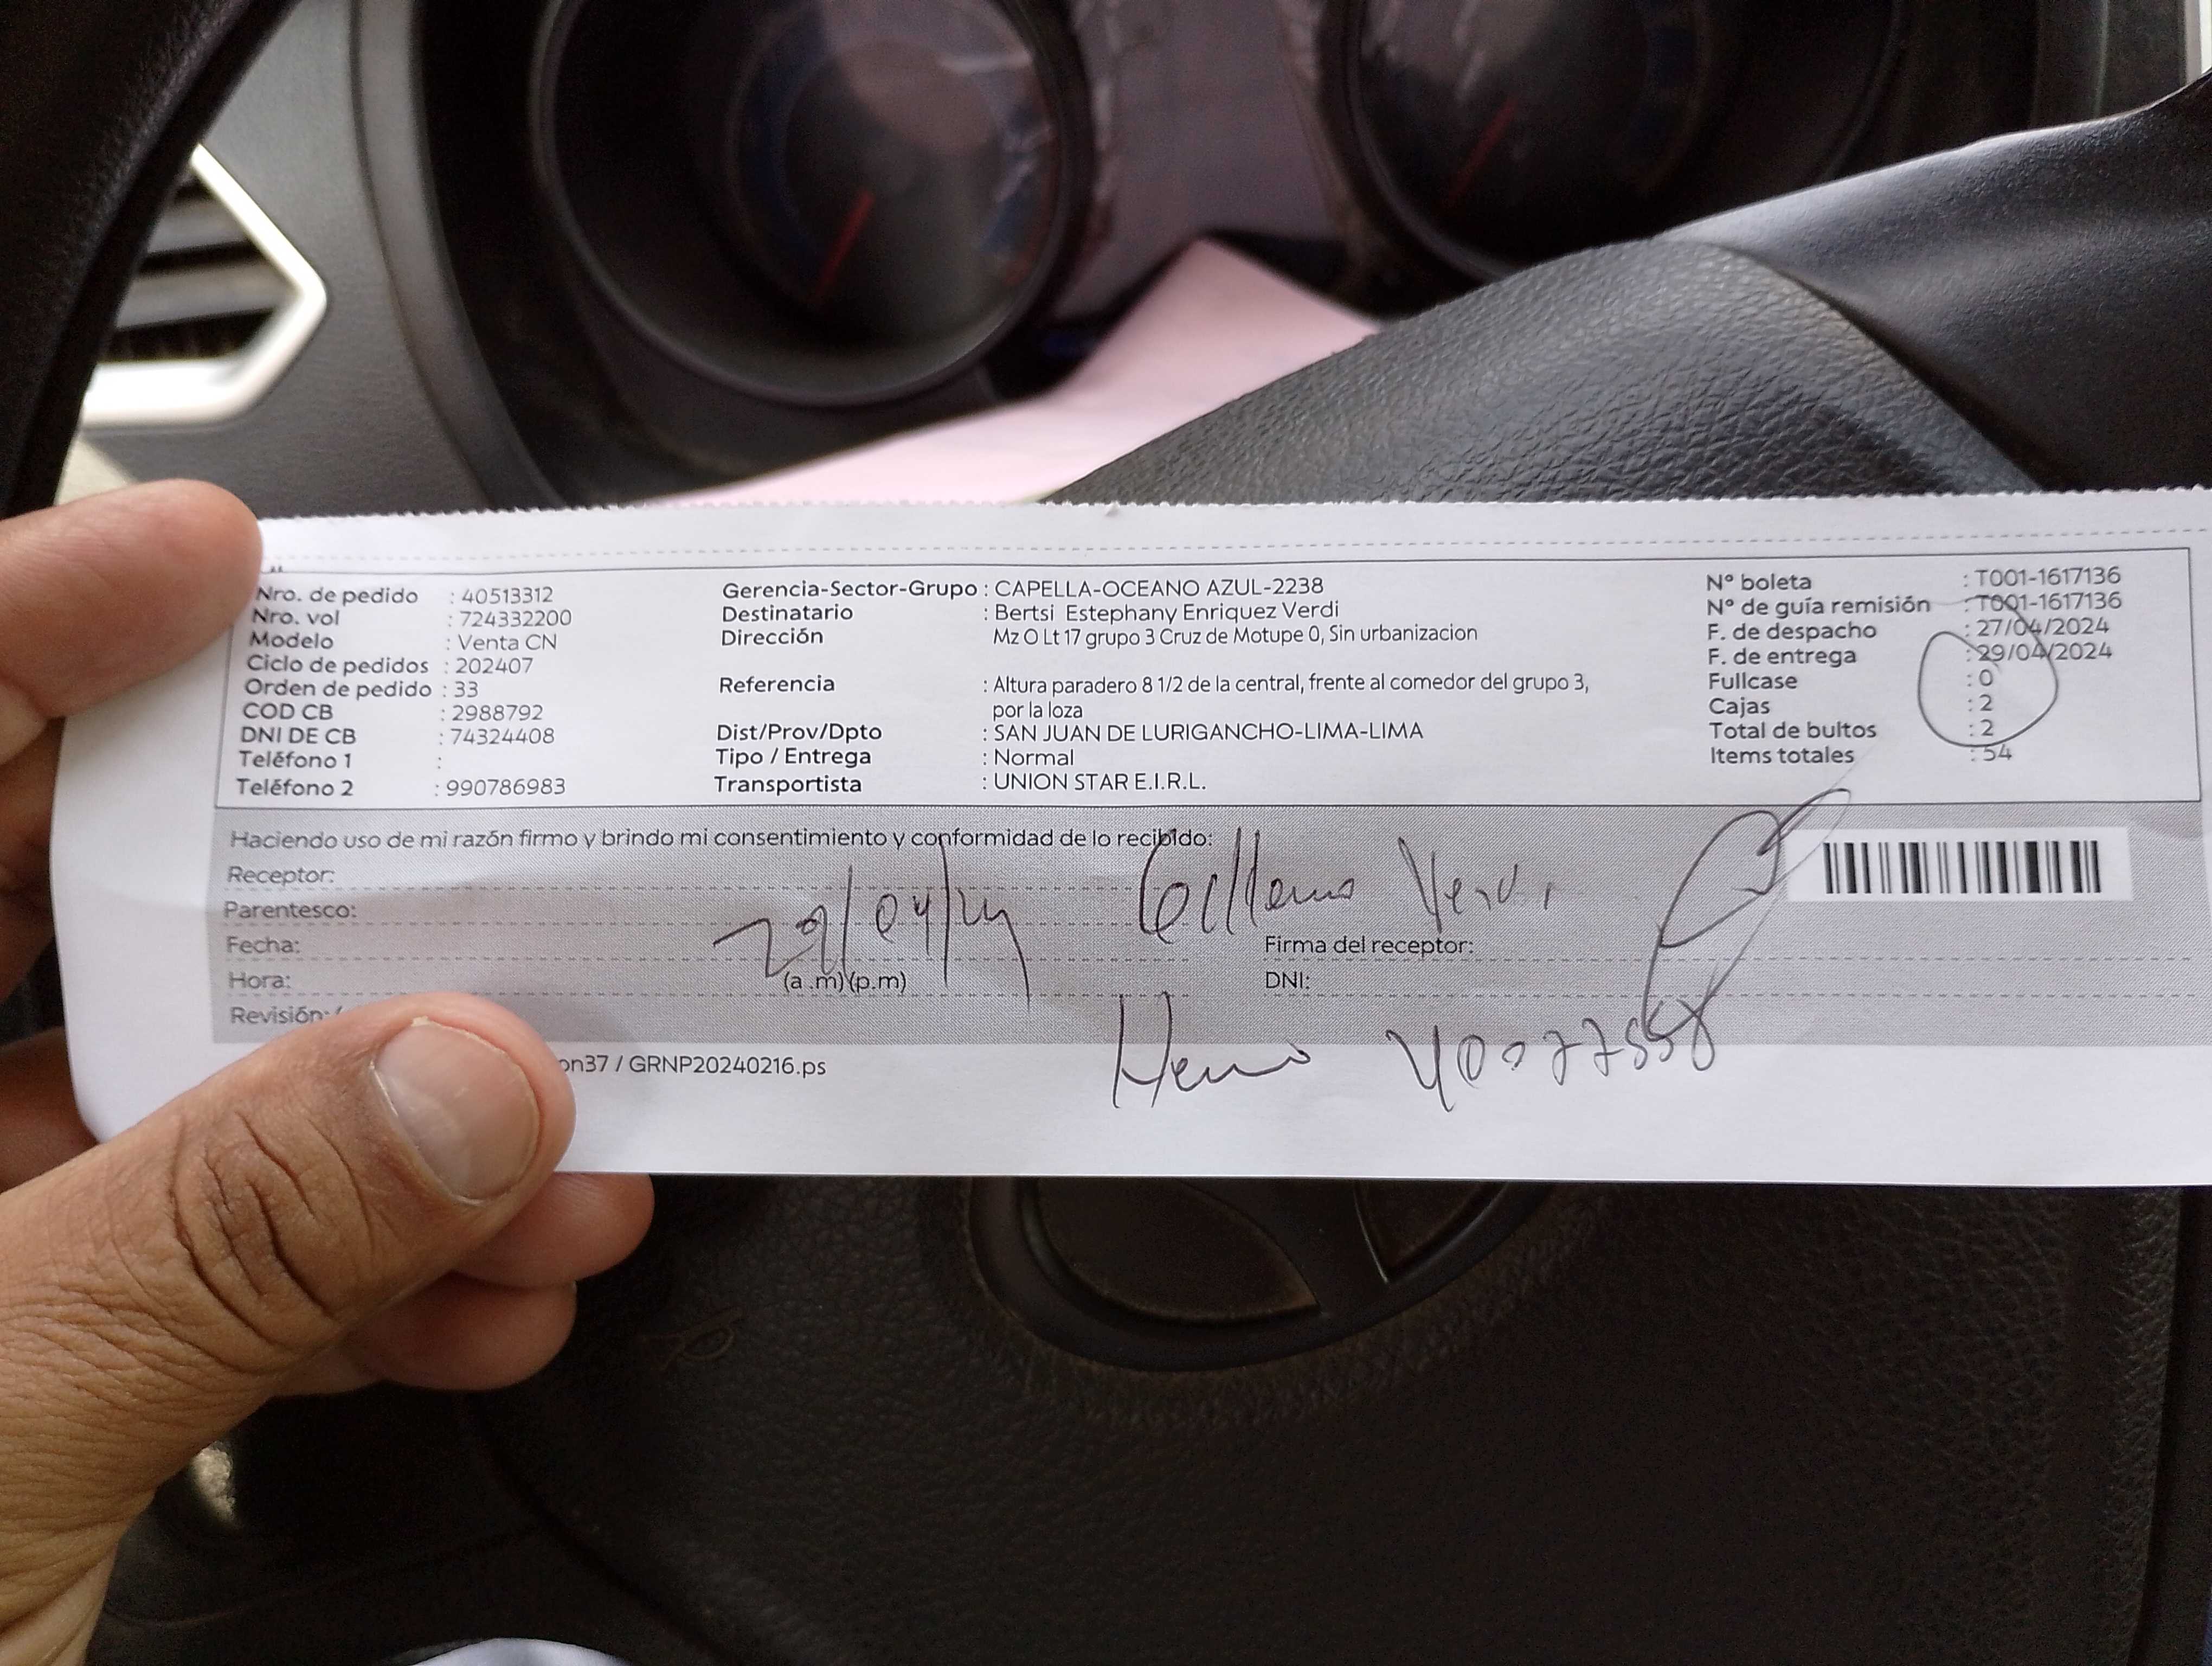 Nro. de pedido : 40513312
Nro. vol : 724332200
Modelo : Venta CN
Ciclo de pedidos : 202407
Orden de pedido : 33
COD CB : 2988792
DNI DE CB : 74324408
Teléfono 1 :
Teléfono 2 : 990786983
Gerencia-Sector-Grupo : CAPELLA-OCEANO AZUL-2238
Destinatario : Bertsi Estephany Enriquez Verdi
Dirección Mz O Lt 17 grupo 3 Cruz de Motupe 0, Sin urbanizacion
Referencia : Altura paradero 8 1/2 de la central, frente al comedor del grupo 3,
por la loza
Dist/Prov/Dpto : SAN JUAN DE LURIGANCHO-LIMA-LIMA
Tipo / Entrega : Normal
Transportista : UNION STAR E.I.R.L.
N° boleta : T001-1617136
N° de guía remisión : T001-1617136
F. de despacho : 27/04/2024
F. de entrega : 29/04/2024
Fullcase : 0
Cajas : 2
Total de bultos : 2
Items totales : 54
Haciendo uso de mi razón firmo y brindo mi consentimiento y conformidad de lo recibido:
Receptor:
Parentesco:
Fecha: 29/04/24
Hora: (a .m)(p.m)
Revisión:
Firma del receptor:
DNI:
on37 / GRNP20240216.ps